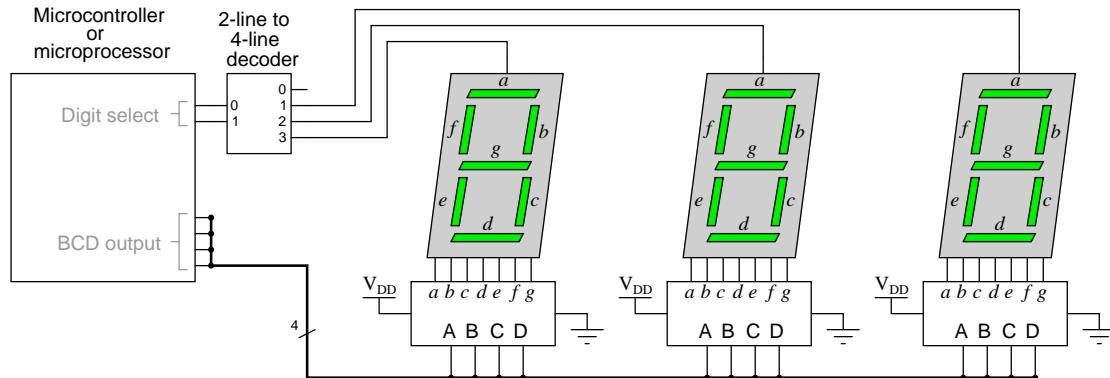 Microcontroller
or
microprocessor
2-line to
4-line
decoder
Digit select
0
1
0
1
2
3
BCD output
4
a
b
c
d
e
f
g
a
b
c
d
e
f
g
a
b
c
d
e
f
g
VDD
a b c d e f g
A B C D
VDD
a b c d e f g
A B C D
VDD
a b c d e f g
A B C D